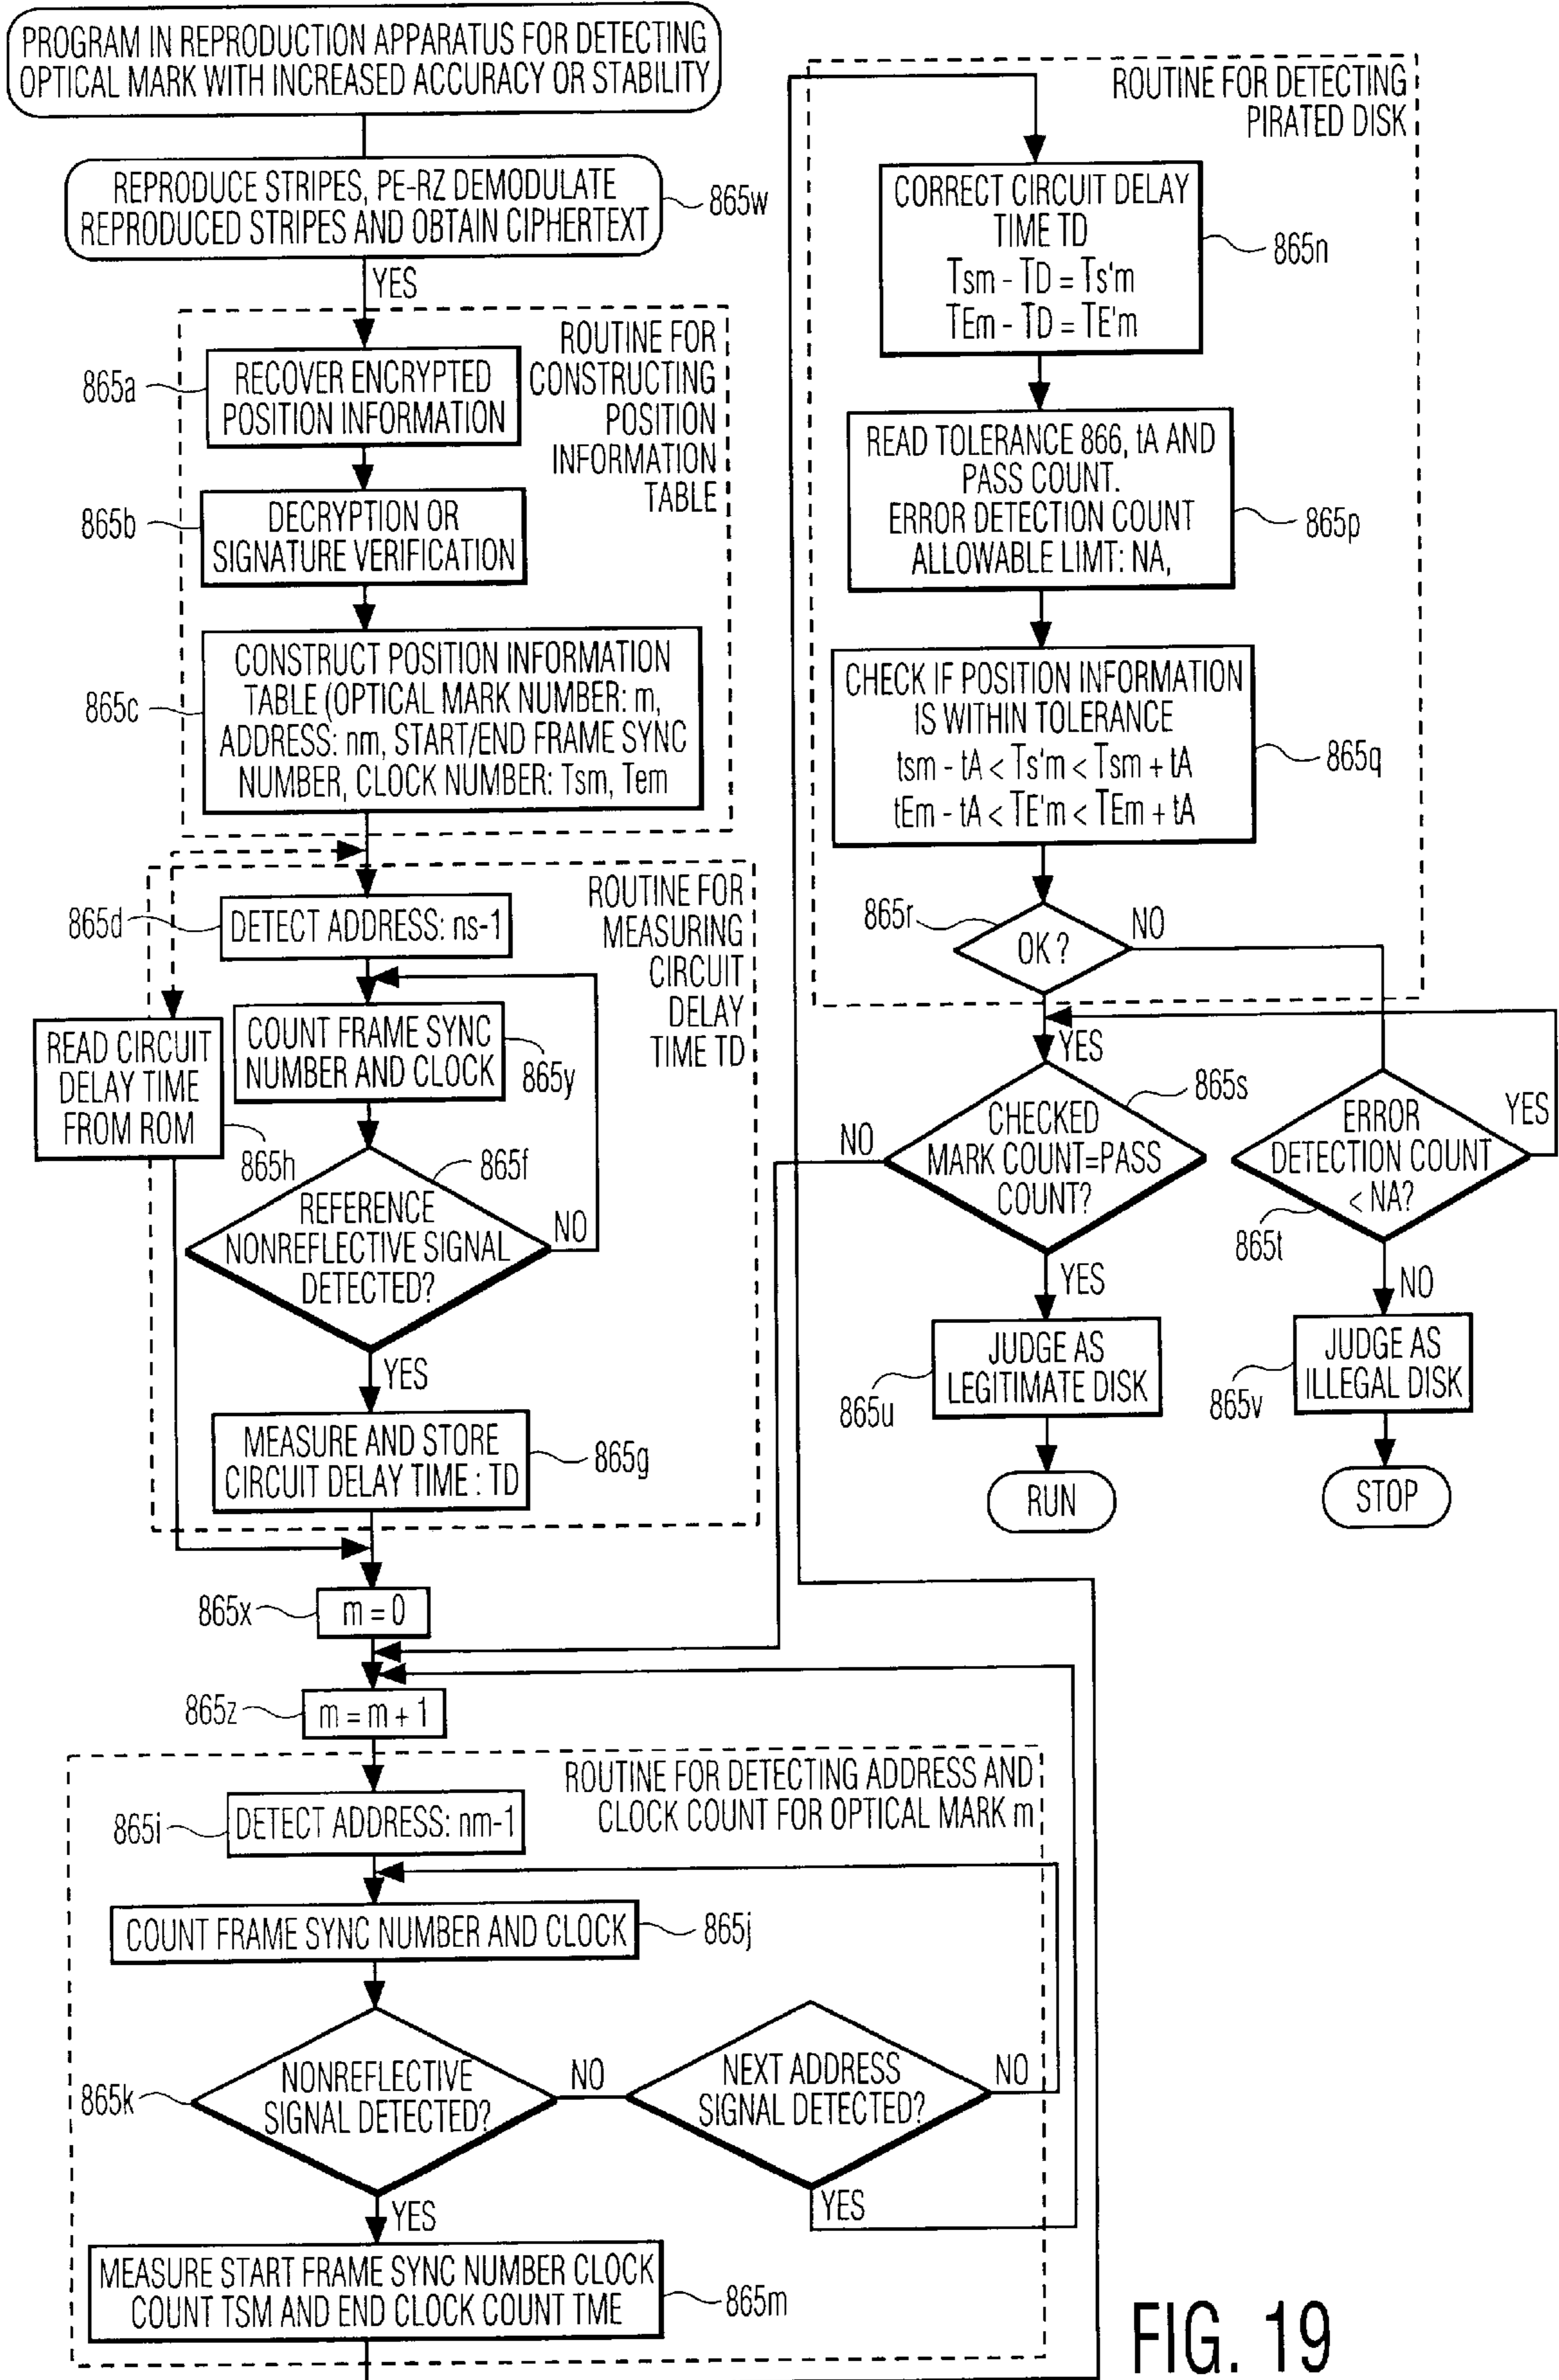 PROGRAM IN REPRODUCTION APPARATUS FOR DETECTING
OPTICAL MARK WITH INCREASED ACCURACY OR STABILITY
REPRODUCE STRIPES, PE-RZ DEMODULATE
REPRODUCED STRIPES AND OBTAIN CIPHERTEXT
865w
YES
ROUTINE FOR
CONSTRUCTING
POSITION
INFORMATION
TABLE
865a
RECOVER ENCRYPTED
POSITION INFORMATION
865b
DECRYPTION OR
SIGNATURE VERIFICATION
865c
CONSTRUCT POSITION INFORMATION
TABLE (OPTICAL MARK NUMBER: m,
ADDRESS: nm, START/END FRAME SYNC
NUMBER, CLOCK NUMBER: Tsm, Tem
ROUTINE FOR
MEASURING
CIRCUIT
DELAY
TIME TD
865d
DETECT ADDRESS: ns-1
READ CIRCUIT
DELAY TIME
FROM ROM
865h
COUNT FRAME SYNC
NUMBER AND CLOCK
865y
865f
REFERENCE
NONREFLECTIVE SIGNAL
DETECTED?
NO
YES
MEASURE AND STORE
CIRCUIT DELAY TIME : TD
865g
865x
m = 0
865z
m = m + 1
ROUTINE FOR DETECTING ADDRESS AND
CLOCK COUNT FOR OPTICAL MARK m
865i
DETECT ADDRESS: nm-1
COUNT FRAME SYNC NUMBER AND CLOCK
865j
865k
NONREFLECTIVE
SIGNAL DETECTED?
NO
NEXT ADDRESS
SIGNAL DETECTED?
NO
YES
YES
MEASURE START FRAME SYNC NUMBER CLOCK
COUNT TSM AND END CLOCK COUNT TME
865m
ROUTINE FOR DETECTING
PIRATED DISK
CORRECT CIRCUIT DELAY
TIME TD
Tsm - TD = Ts'm
TEm - TD = TE'm
865n
READ TOLERANCE 866, tA AND
PASS COUNT.
ERROR DETECTION COUNT
ALLOWABLE LIMT: NA,
865p
CHECK IF POSITION INFORMATION
IS WITHIN TOLERANCE
tsm - tA < Ts'm < Tsm + tA
tEm - tA < TE'm < TEm + tA
865q
865r
OK ?
NO
YES
865s
CHECKED
MARK COUNT=PASS
COUNT?
NO
YES
ERROR
DETECTION COUNT
< NA?
865t
YES
NO
JUDGE AS
LEGITIMATE DISK
865u
JUDGE AS
ILLEGAL DISK
865v
RUN
STOP
FIG. 19